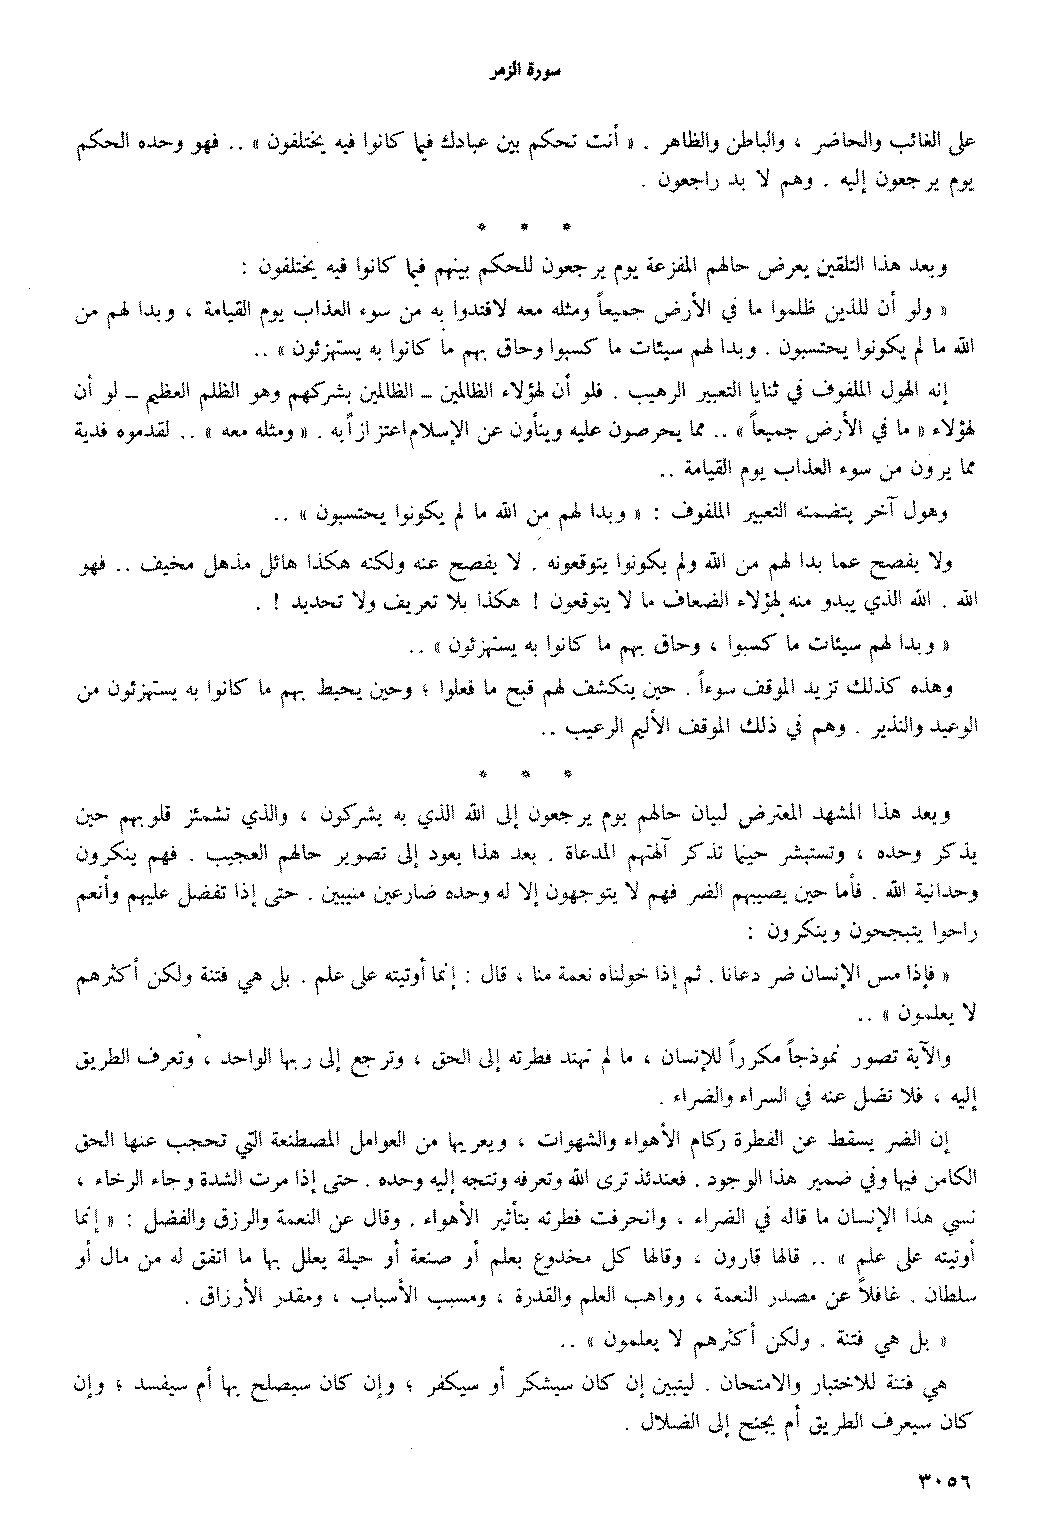 سورة الزمر
على الغائب والحاضر ، والباطن والظاهر . « أنت تحكم بين عبادك فيما كانوا فيه يختلفون » .. فهو وحده الحكم
يوم يرجعون إليه . وهم لا بد راجعون .
* * *
وبعد هذا التلقين يعرض حالهم المفزعة يوم يرجعون للحكم بينهم فيما كانوا فيه يختلفون :
« ولو أن للذين ظلموا ما في الأرض جميعاً ومثله معه لافتدوا به من سوء العذاب يوم القيامة ، وبدا لهم من
الله ما لم يكونوا يحتسبون . وبدا لهم سيئات ما كسبوا وحاق بهم ما كانوا به يستهزئون » ..
إنه الهول الملفوف في ثنايا التعبير الرهيب . فلو أن لهؤلاء الظالمين ــ الظالمين بشركهم وهو الظلم العظيم ــ لو أن
لهؤلاء « ما في الأرض جميعاً » .. مما يحرصون عليه وينأون عن الإسلام اعتزازاً به . « ومثله معه » .. لقدموه فدية
مما يرون من سوء العذاب يوم القيامة ..
وهول آخر يتضمنه التعبير الملفوف : « وبدا لهم من الله ما لم يكونوا يحتسبون » ..
ولا يفصح عما بدا لهم من الله ولم يكونوا يتوقعونه . لا يفصح عنه ولكنه هكذا هائل مذهل مخيف .. فهو
الله . الله الذي يبدو منه لهؤلاء الضعاف ما لا يتوقعون ! هكذا بلا تعريف ولا تحديد ! .
« وبدا لهم سيئات ما كسبوا ، وحاق بهم ما كانوا به يستهزئون » ..
وهذه كذلك تزيد الموقف سوءاً . حين يتكشف لهم قبح ما فعلوا ؛ وحين يحيط بهم ما كانوا به يستهزئون من
الوعيد والنذير . وهم في ذلك الموقف الأليم الرعيب ..
* * *
وبعد هذا المشهد المعترض لبيان حالهم يوم يرجعون إلى الله الذي به يشركون ، والذي تشمئز قلوبهم حين
يذكر وحده ، وتستبشر حينما تذكر آلهتهم المدعاة . بعد هذا يعود إلى تصوير حالهم العجيب . فهم ينكرون
وحدانية الله . فأما حين يصيبهم الضر فهم لا يتوجهون إلا له وحده ضارعين منيبين . حتى إذا تفضل عليهم وأنعم
راحوا يتبجحون وينكرون :
« فإذا مس الإنسان ضر دعانا . ثم إذا خولناه نعمة منا ، قال : إنما أوتيته على علم . بل هي فتنة ولكن أكثرهم
لا يعلمون » ..
والآية تصور نموذجاً مكرراً للإنسان ، ما لم تهتد فطرته إلى الحق ، وترجع إلى ربها الواحد ، وتعرف الطريق
إليه ، فلا تضل عنه في السراء والضراء .
إن الضر يسقط عن الفطرة ركام الأهواء والشهوات ، ويعريها من العوامل المصطنعة التي تحجب عنها الحق
الكامن فيها وفي ضمير هذا الوجود . فعندئذ ترى الله وتعرفه وتتجه إليه وحده . حتى إذا مرت الشدة وجاء الرخاء ،
نسي هذا الإنسان ما قاله في الضراء ، وانحرفت فطرته بتأثير الأهواء . وقال عن النعمة والرزق والفضل : « إنما
أوتيته على علم » .. قالها قارون ، وقالها كل مخدوع بعلم أو صنعة أو حيلة يعلل بها ما اتفق له من مال أو
سلطان . غافلاً عن مصدر النعمة ، وواهب العلم والقدرة ، ومسبب الأسباب ، ومقدر الأرزاق .
« بل هي فتنة . ولكن أكثرهم لا يعلمون » ..
هي فتنة للاختبار والامتحان . ليتبين إن كان سيشكر أو سيكفر ؛ وإن كان سيصلح بها أم سيفسد ؛ وإن
كان سيعرف الطريق أم يجنح إلى الضلال .
٣٠٥٦